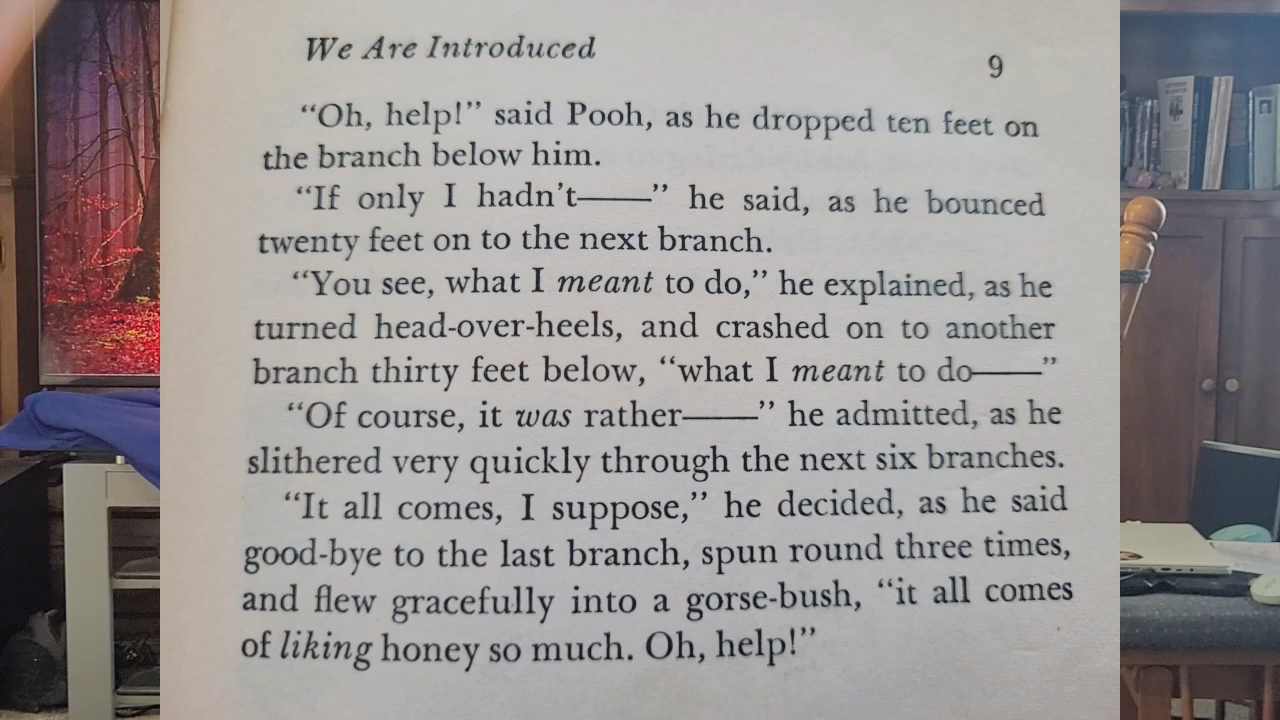 We Are Introduced
9
“Oh, help!” said Pooh, as he dropped ten feet on
the branch below him.
“If only I hadn't——” he said, as he bounced
twenty feet on to the next branch.
“You see, what I meant to do,” he explained, as he
turned head-over-heels, and crashed on to another
branch thirty feet below, “what I meant to do——”
“Of course, it was rather——” he admitted, as he
slithered very quickly through the next six branches.
“It all comes, I suppose,” he decided, as he said
good-bye to the last branch, spun round three times,
and flew gracefully into a gorse-bush, “it all comes
of liking honey so much. Oh, help!”